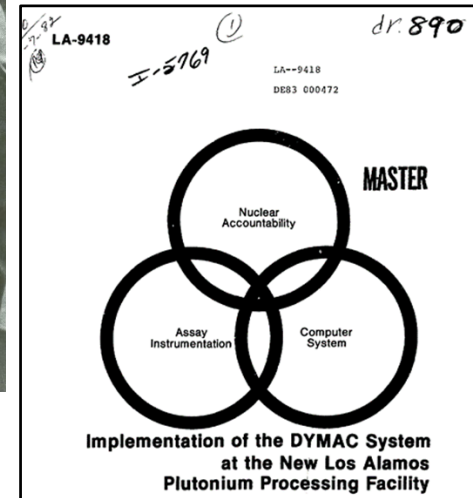 LA-9418
①
dr. 890
I-5769
LA--9418
DE83 000472
MASTER
Nuclear
Accountability
Assay
Instrumentation
Computer
System
Implementation of the DYMAC System
at the New Los Alamos
Plutonium Processing Facility